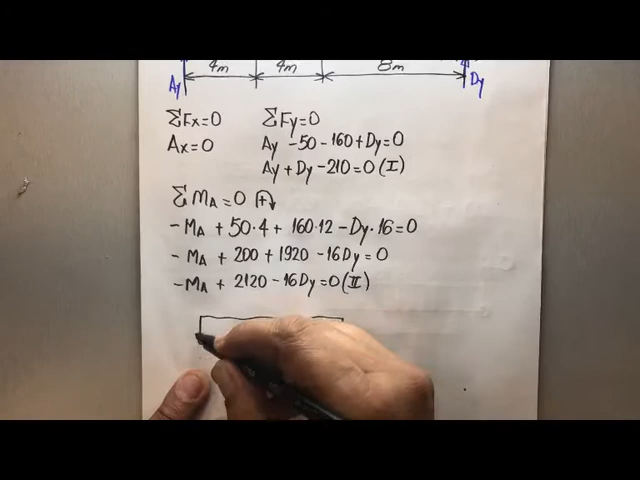 4m 4m 8m
Ay Dy
ΣFx=0 ΣFy=0
Ax=0 Ay -50-160+Dy=0
Ay+Dy-210=0 (I)
ΣMA=0 (+)
-MA + 50·4 + 160·12 - Dy·16=0
-MA + 200 + 1920 - 16Dy=0
-MA + 2120 - 16Dy=0 (II)